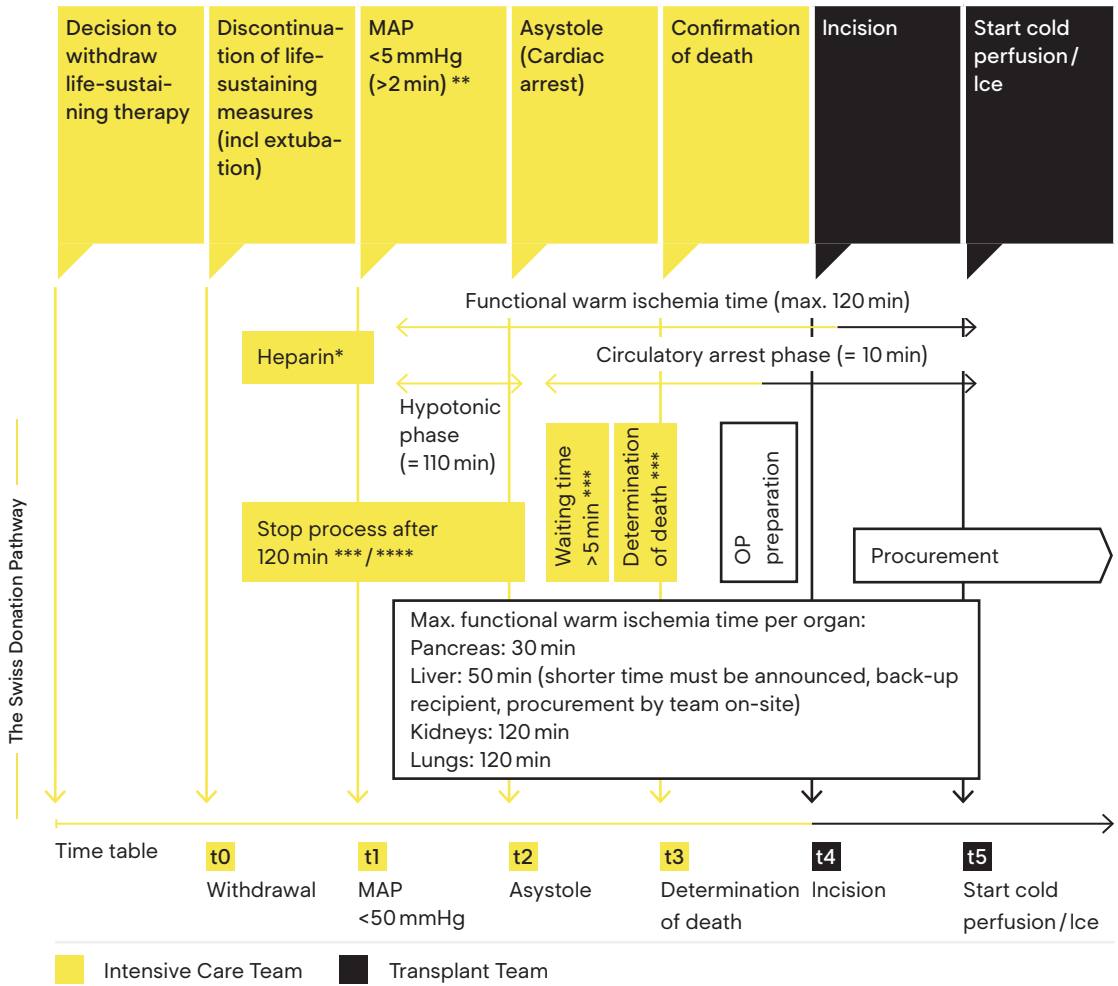 Decision to
withdraw
life-sustai-
ning therapy
Discontinua-
tion of life-
sustaining
measures
(incl extuba-
tion)
MAP
<5 mmHg
(>2 min) **
Asystole
(Cardiac
arrest)
Confirmation
of death
Incision
Start cold
perfusion / Ice
Functional warm ischemia time (max. 120 min)
Heparin*
Circulatory arrest phase (= 10 min)
Hypotonic
phase
(= 110 min)
Stop process after
120 min *** / ****
Waiting time
>5 min ***
Determination
of death ***
OP
preparation
Procurement
Max. functional warm ischemia time per organ:
Pancreas: 30 min
Liver: 50 min (shorter time must be announced, back-up
recipient, procurement by team on-site)
Kidneys: 120 min
Lungs: 120 min
The Swiss Donation Pathway
Time table
t0
Withdrawal
t1
MAP
<50 mmHg
t2
Asystole
t3
Determination
of death
t4
Incision
t5
Start cold
perfusion / Ice
Intensive Care Team
Transplant Team